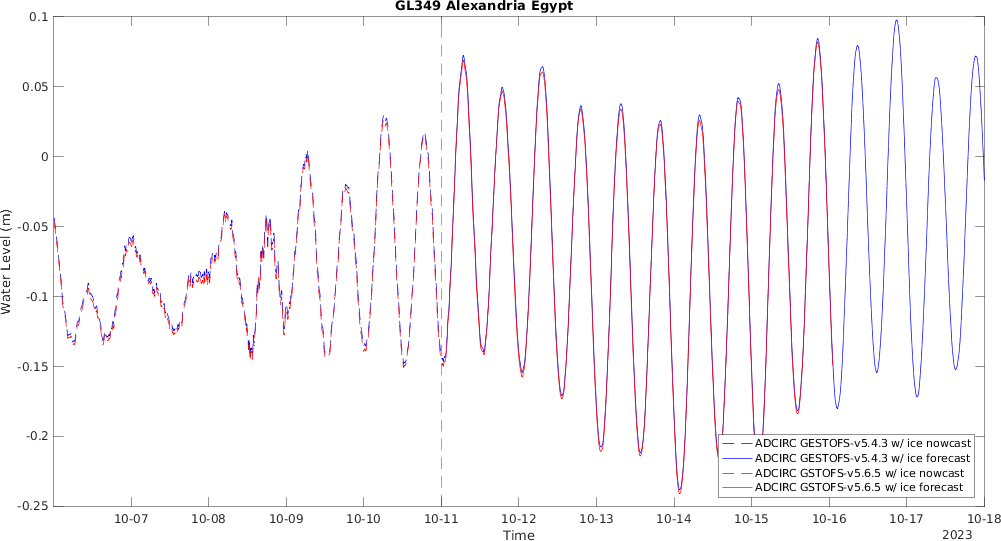 GL349 Alexandria Egypt
0.1
0.05
0
-0.05
-0.1
-0.15
-0.2
-0.25
Water Level (m)
10-07 10-08 10-09 10-10 10-11 10-12 10-13 10-14 10-15 10-16 10-17 10-18
Time
2023
ADCIRC GESTOFS-v5.4.3 w/ ice nowcast
ADCIRC GESTOFS-v5.4.3 w/ ice forecast
ADCIRC GSTOFS-v5.6.5 w/ ice nowcast
ADCIRC GSTOFS-v5.6.5 w/ ice forecast